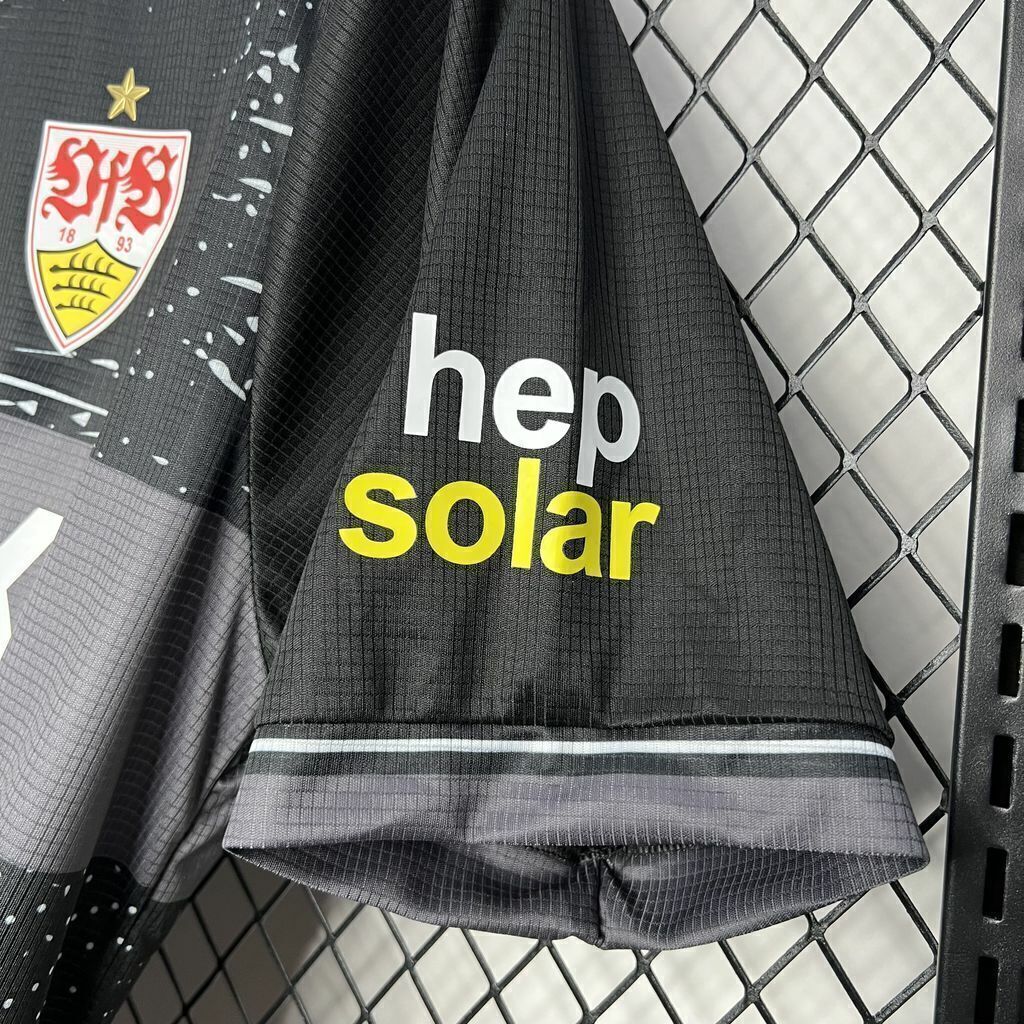 VfB
18 93
hep
solar